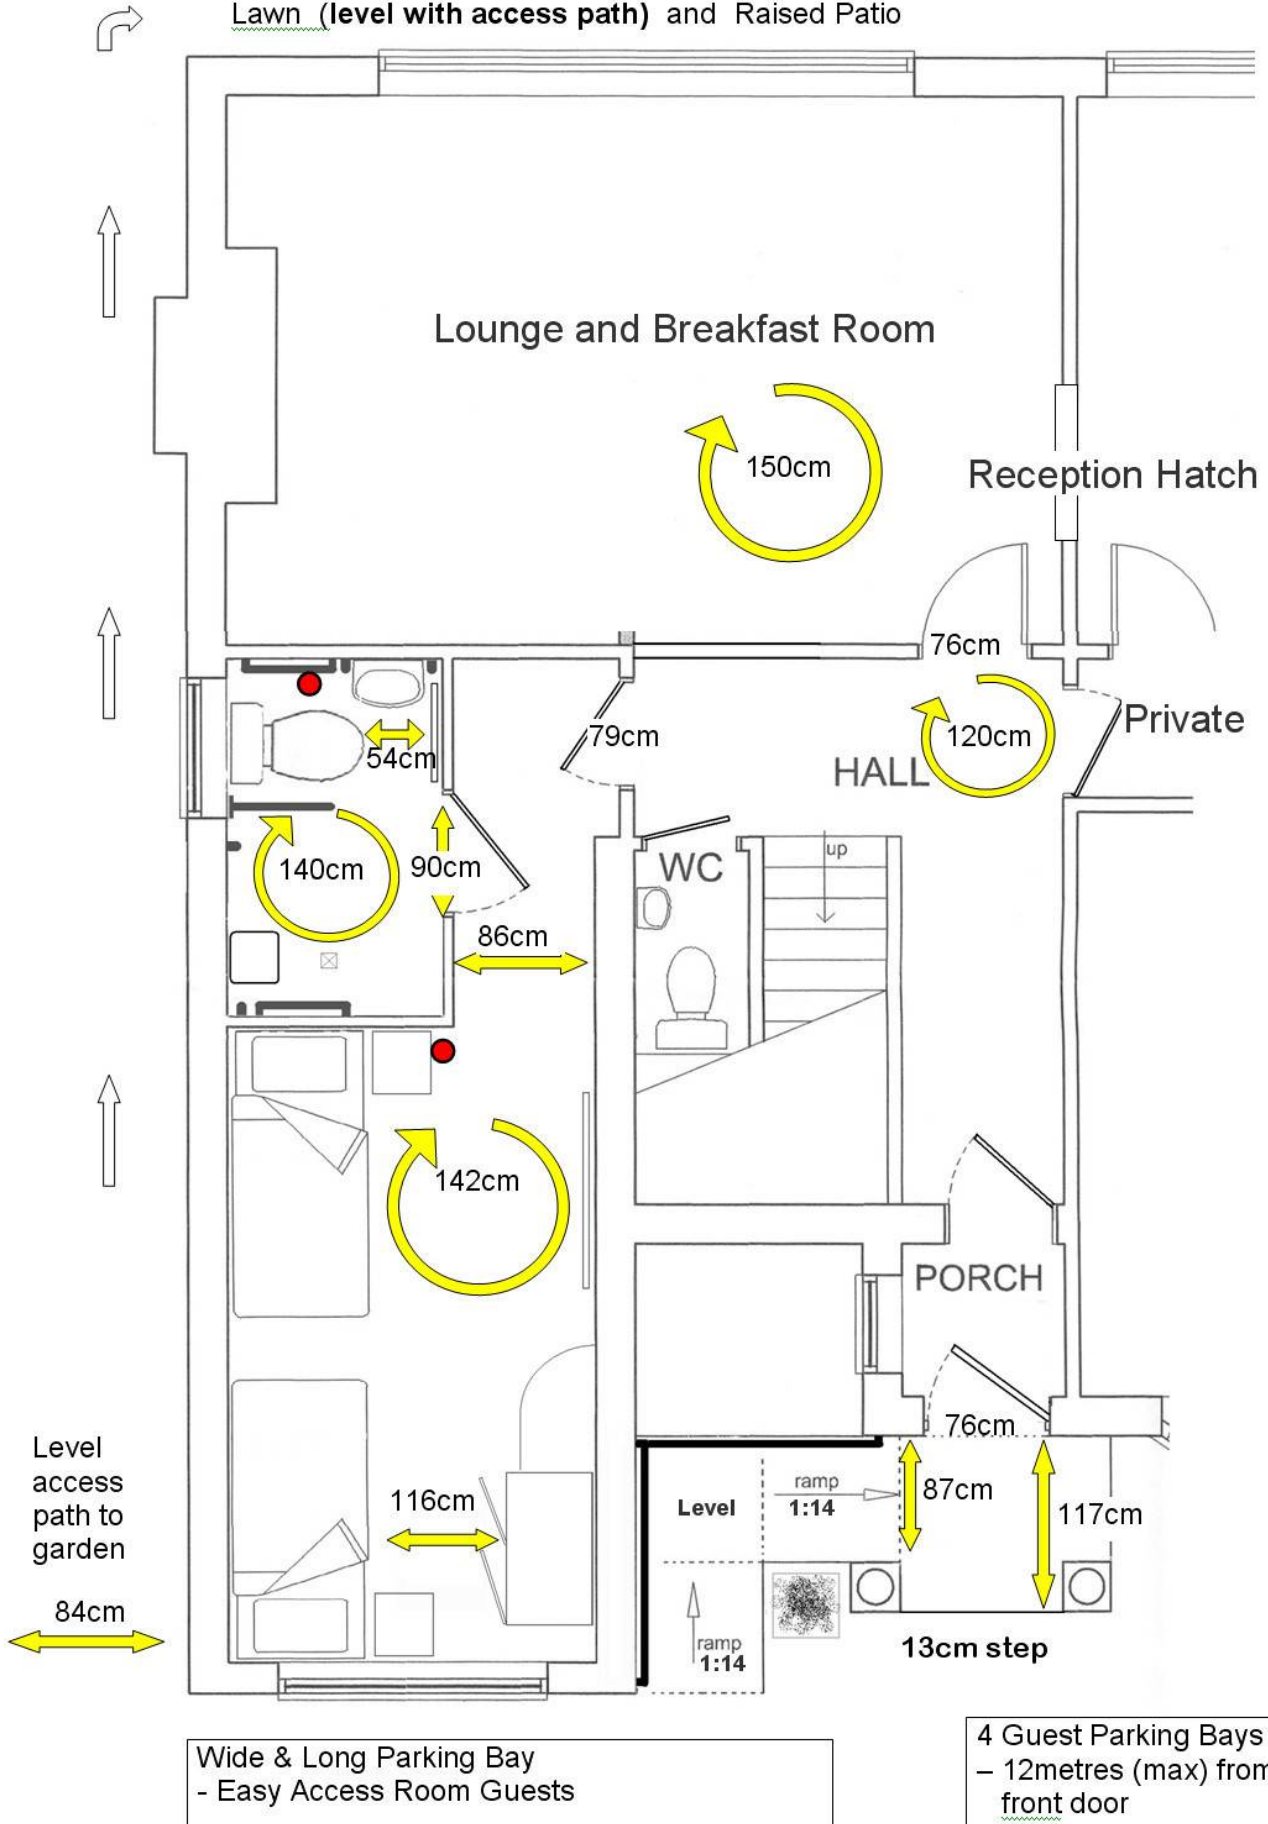 Lawn (level with access path) and Raised Patio
Lounge and Breakfast Room
150cm
Reception Hatch
76cm
79cm
120cm
Private
HALL
54cm
140cm
90cm
WC
up
86cm
142cm
PORCH
76cm
Level
access
path to
garden
84cm
116cm
Level
ramp
1:14
87cm
117cm
ramp
1:14
13cm step
Wide & Long Parking Bay
- Easy Access Room Guests
4 Guest Parking Bays
– 12metres (max) from
front door